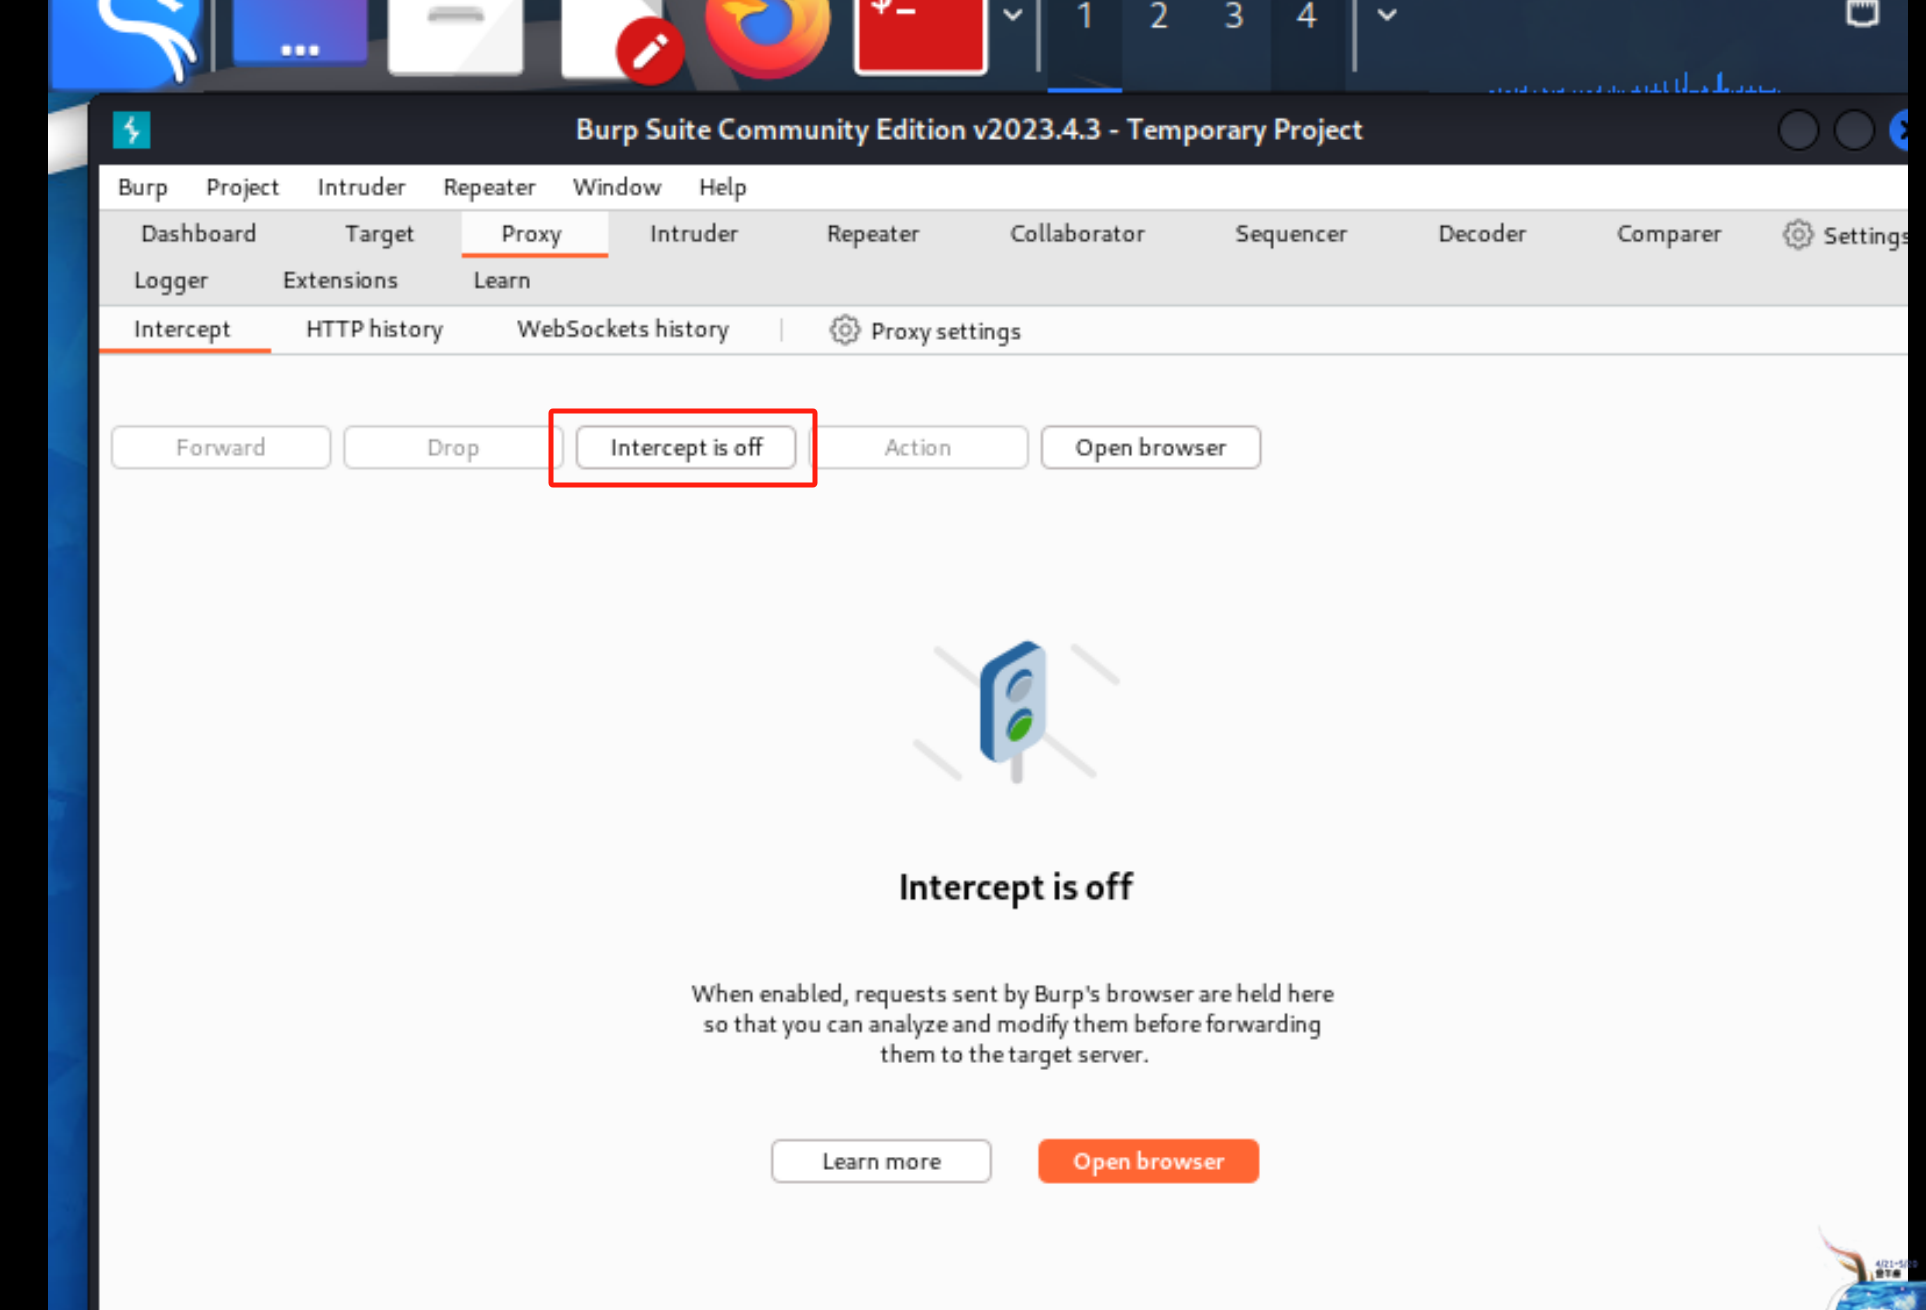 1 2 3 4
Burp Suite Community Edition v2023.4.3 - Temporary Project
Burp Project Intruder Repeater Window Help
Dashboard Target Proxy Intruder Repeater Collaborator Sequencer Decoder Comparer Settings
Logger Extensions Learn
Intercept HTTP history WebSockets history Proxy settings
Forward Drop Intercept is off Action Open browser
Intercept is off
When enabled, requests sent by Burp's browser are held here
so that you can analyze and modify them before forwarding
them to the target server.
Learn more Open browser